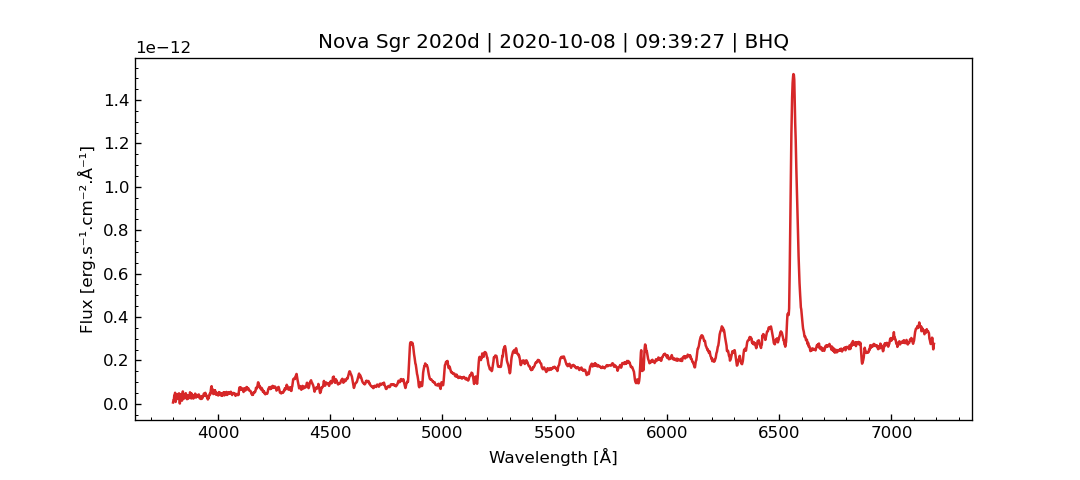 Nova Sgr 2020d | 2020-10-08 | 09:39:27 | BHQ
1e−12
1.4
1.2
1.0
0.8
0.6
0.4
0.2
0.0
Flux [erg.s⁻¹.cm⁻².Å⁻¹]
4000 4500 5000 5500 6000 6500 7000
Wavelength [Å]